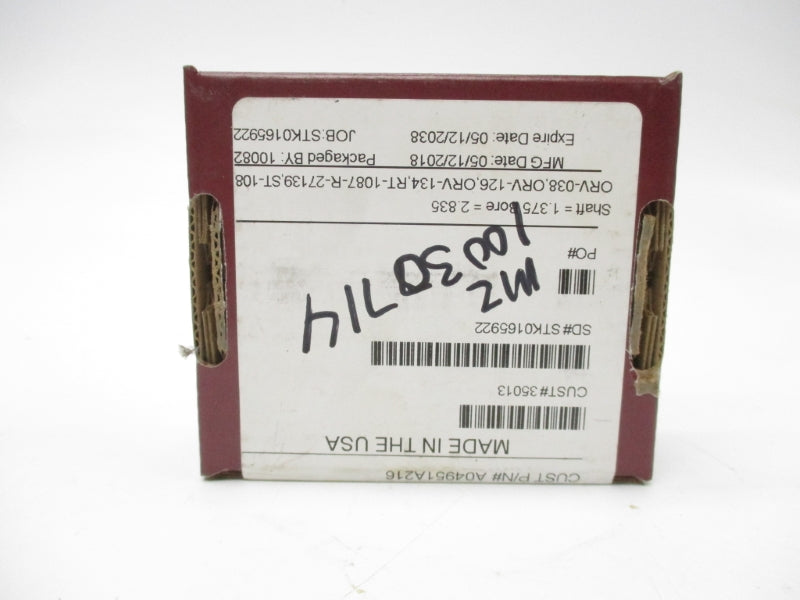 CUST P/N# A04951A216
MADE IN THE USA
CUST# 35013
SD# STK0165922
PO#
MZ
10030714
Shaft = 1.375 Bore = 2.835
ORV-038,ORV-126,ORV-134,RT-1087-R-27139,ST-108
MFG Date: 05/12/2018 Packaged BY: 10082
Expire Date: 05/12/2038 JOB:STK0165922